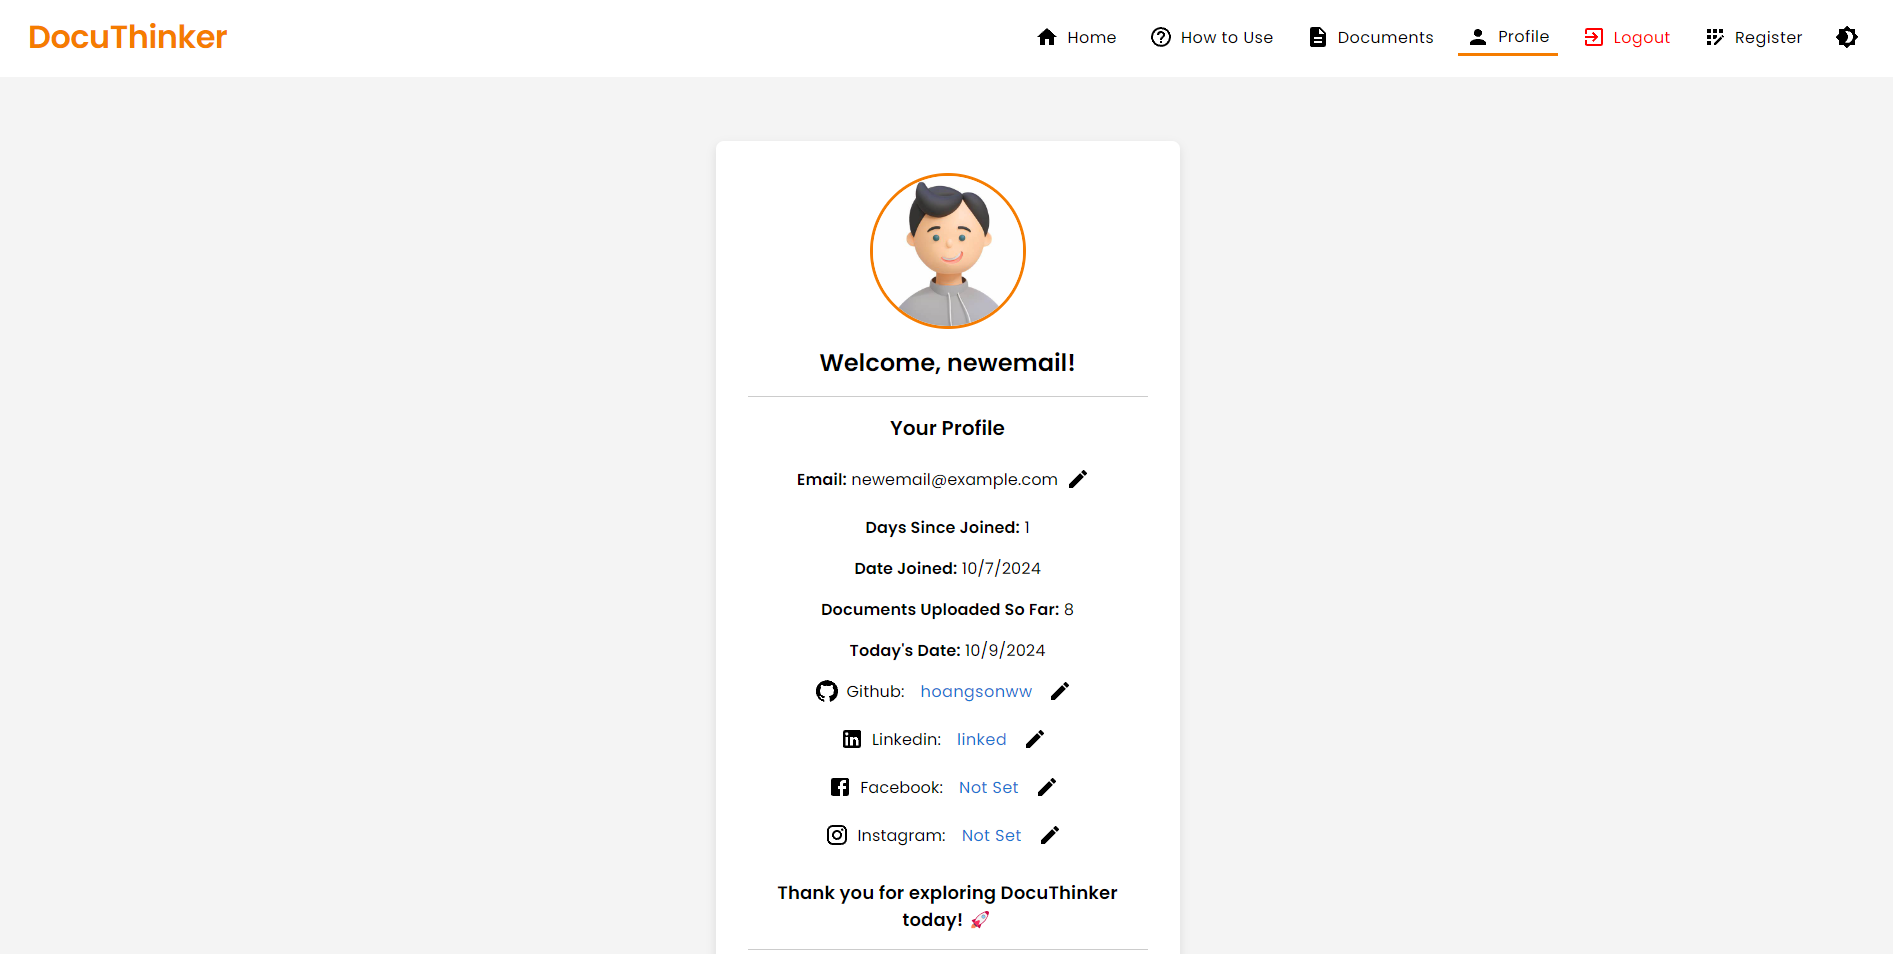 DocuThinker
Home
How to Use
Documents
Profile
Logout
Register
Welcome, newemail!
Your Profile
Email: newemail@example.com
Days Since Joined: 1
Date Joined: 10/7/2024
Documents Uploaded So Far: 8
Today's Date: 10/9/2024
Github: hoangsonww
Linkedin: linked
Facebook: Not Set
Instagram: Not Set
Thank you for exploring DocuThinker
today! 🚀